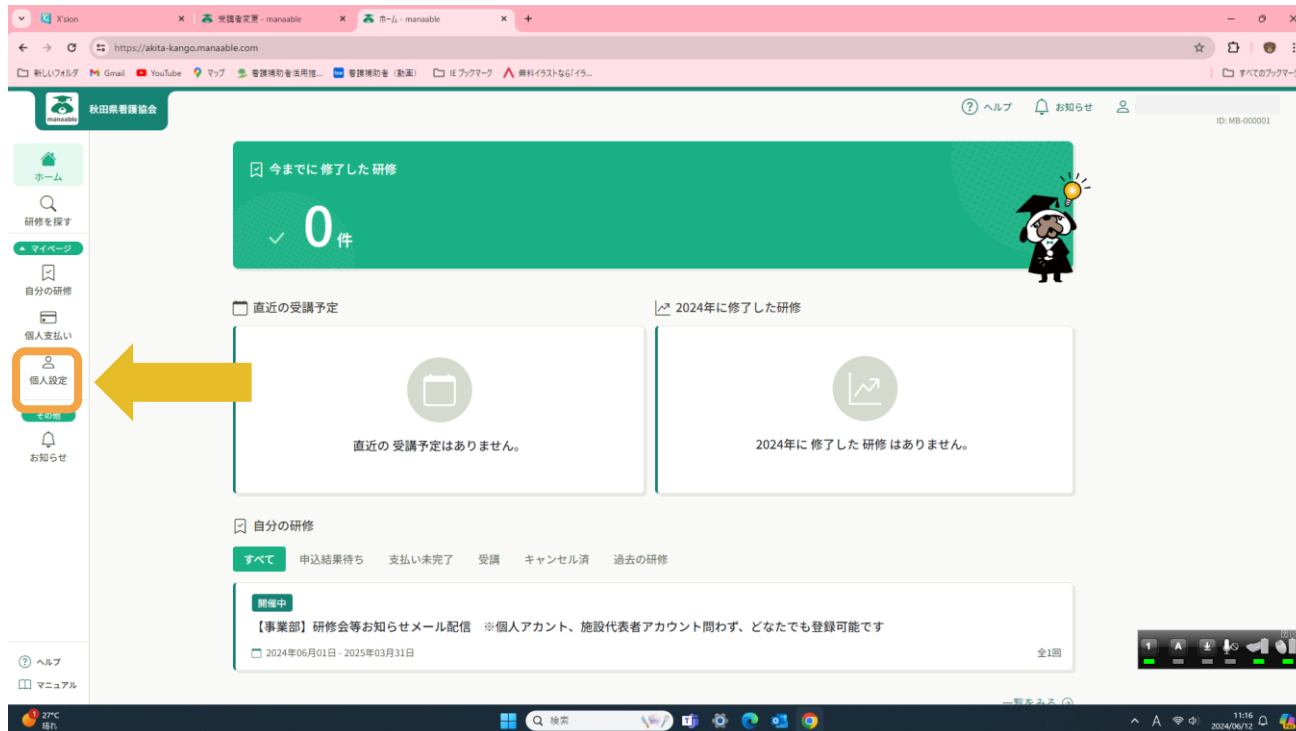 X'sion
受講者変更 - manaable
ホーム - manaable
https://akita-kango.manaable.com
新しいフォルダ
Gmail
YouTube
マップ
看護補助者活用推...
看護補助者（動画）
IE ブックマーク
無料イラストなら「イラ...
すべてのブックマーク
manaable
秋田県看護協会
ヘルプ
お知らせ
ID: MB-000001
ホーム
研修を探す
マイページ
自分の研修
個人支払い
個人設定
その他
お知らせ
ヘルプ
マニュアル
今までに 修了した 研修
0 件
直近の受講予定
2024年に修了した研修
直近の 受講予定はありません。
2024年に 修了した 研修 はありません。
自分の研修
すべて
申込結果待ち
支払い未完了
受講
キャンセル済
過去の研修
開催中
【事業部】研修会等お知らせメール配信　※個人アカント、施設代表者アカウント問わず、どなたでも登録可能です
2024年06月01日 - 2025年03月31日
全1回
一覧をみる
1
A
1
27°C
晴れ
検索
A
11:16
2024/06/12